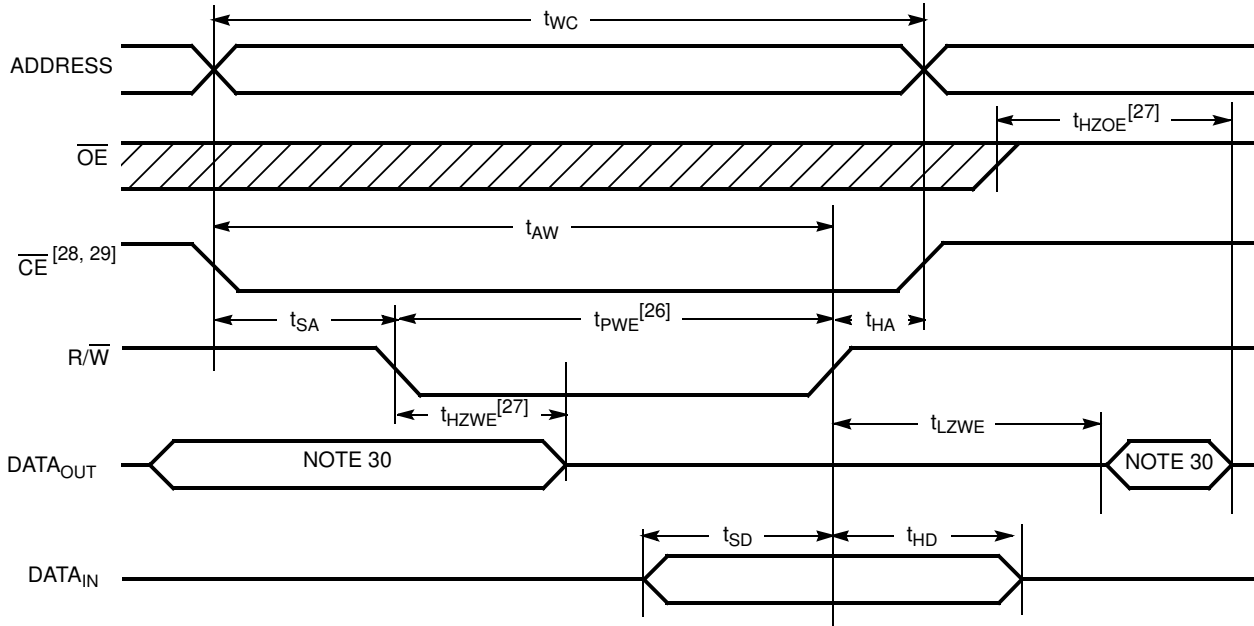 tWC
ADDRESS
tHZOE[27]
OE
tAW
CE [28, 29]
tSA
tPWE[26]
tHA
R/W
tHZWE[27]
tLZWE
DATAOUT
NOTE 30
NOTE 30
tSD
tHD
DATAIN